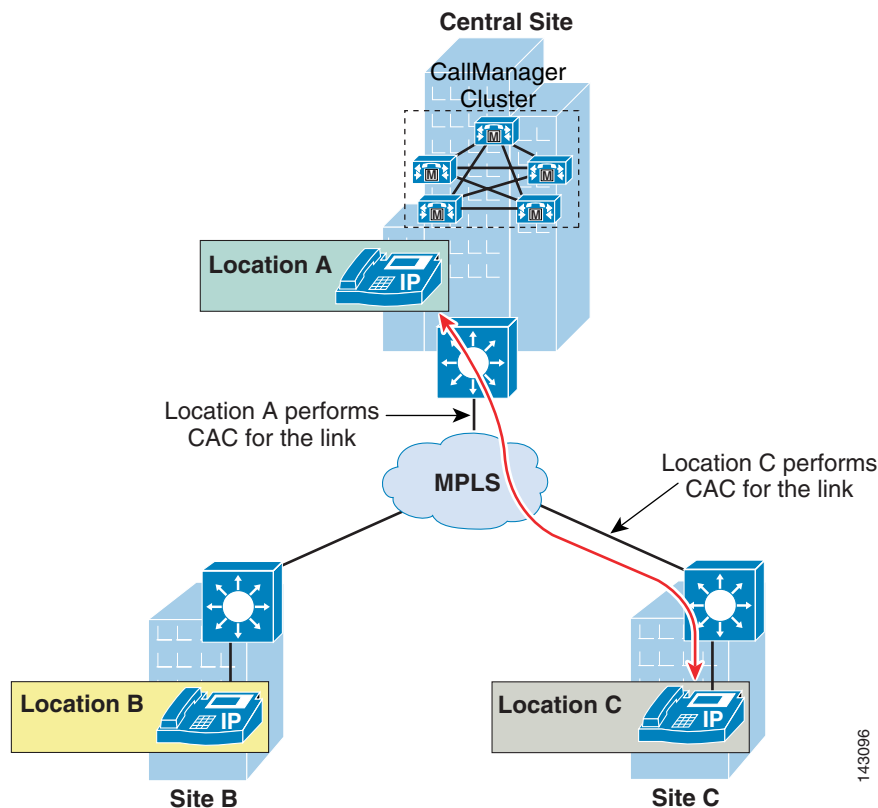 Central Site
CallManager
Cluster
M
M
M
M
M
Location A
IP
Location A performs
CAC for the link
MPLS
Location C performs
CAC for the link
Location B
IP
Site B
Location C
IP
Site C
143096